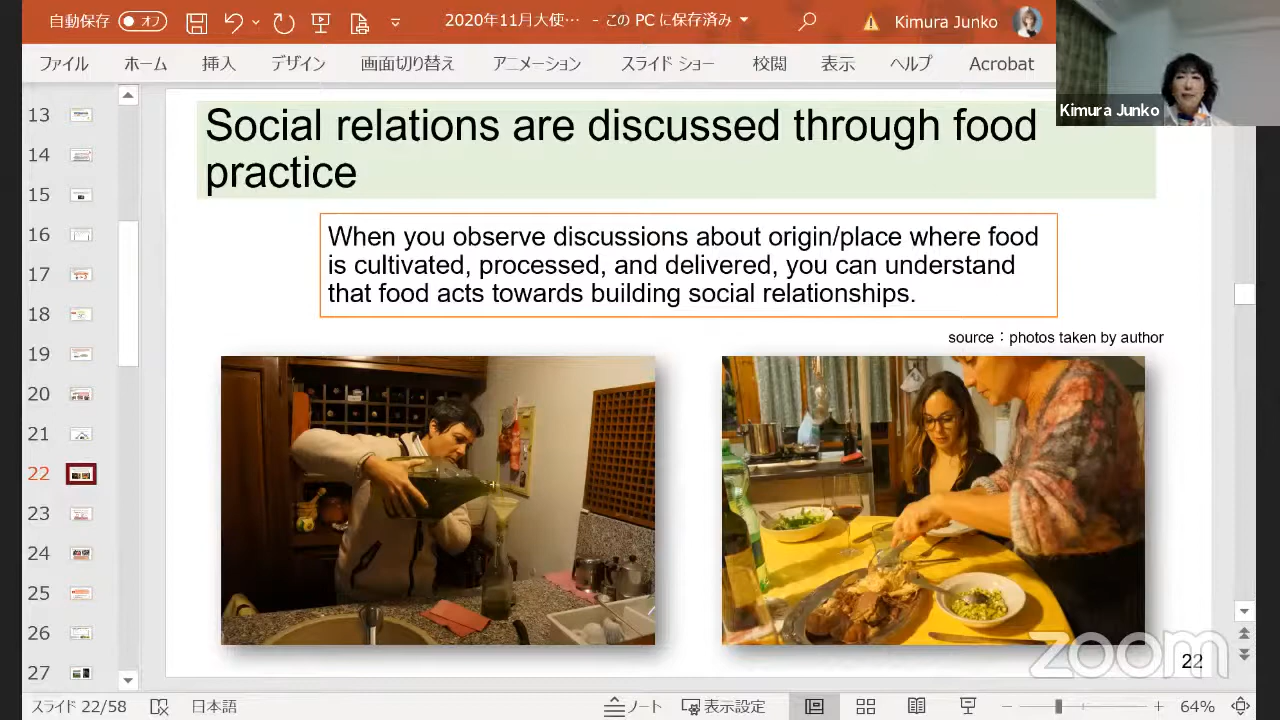 自動保存 オフ 2020年11月大使… - この PC に保存済み Kimura Junko
ファイル ホーム 挿入 デザイン 画面切り替え アニメーション スライド ショー 校閲 表示 ヘルプ Acrobat
Kimura Junko
13
14
15
16
17
18
19
20
21
22
23
24
25
26
27
Social relations are discussed through food
practice
When you observe discussions about origin/place where food
is cultivated, processed, and delivered, you can understand
that food acts towards building social relationships.
source：photos taken by author
zoom
22
スライド 22/58 日本語 ノート 表示設定 64%